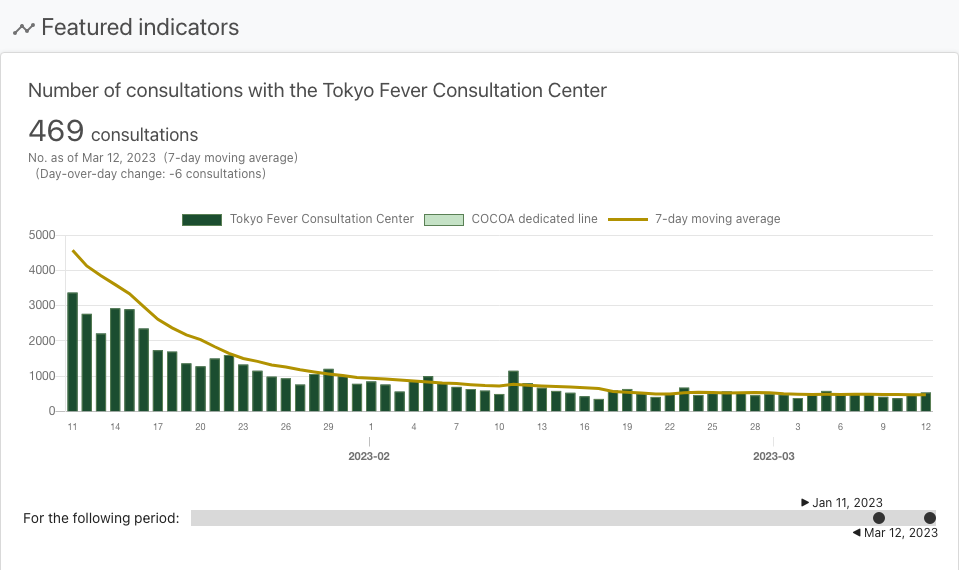 Featured indicators
Number of consultations with the Tokyo Fever Consultation Center
469 consultations
No. as of Mar 12, 2023 (7-day moving average)
(Day-over-day change: -6 consultations)
Tokyo Fever Consultation Center COCOA dedicated line 7-day moving average
5000
4000
3000
2000
1000
0
11 14 17 20 23 26 29 1 4 7 10 13 16 19 22 25 28 3 6 9 12
2023-02 2023-03
▶ Jan 11, 2023
For the following period:
◀ Mar 12, 2023